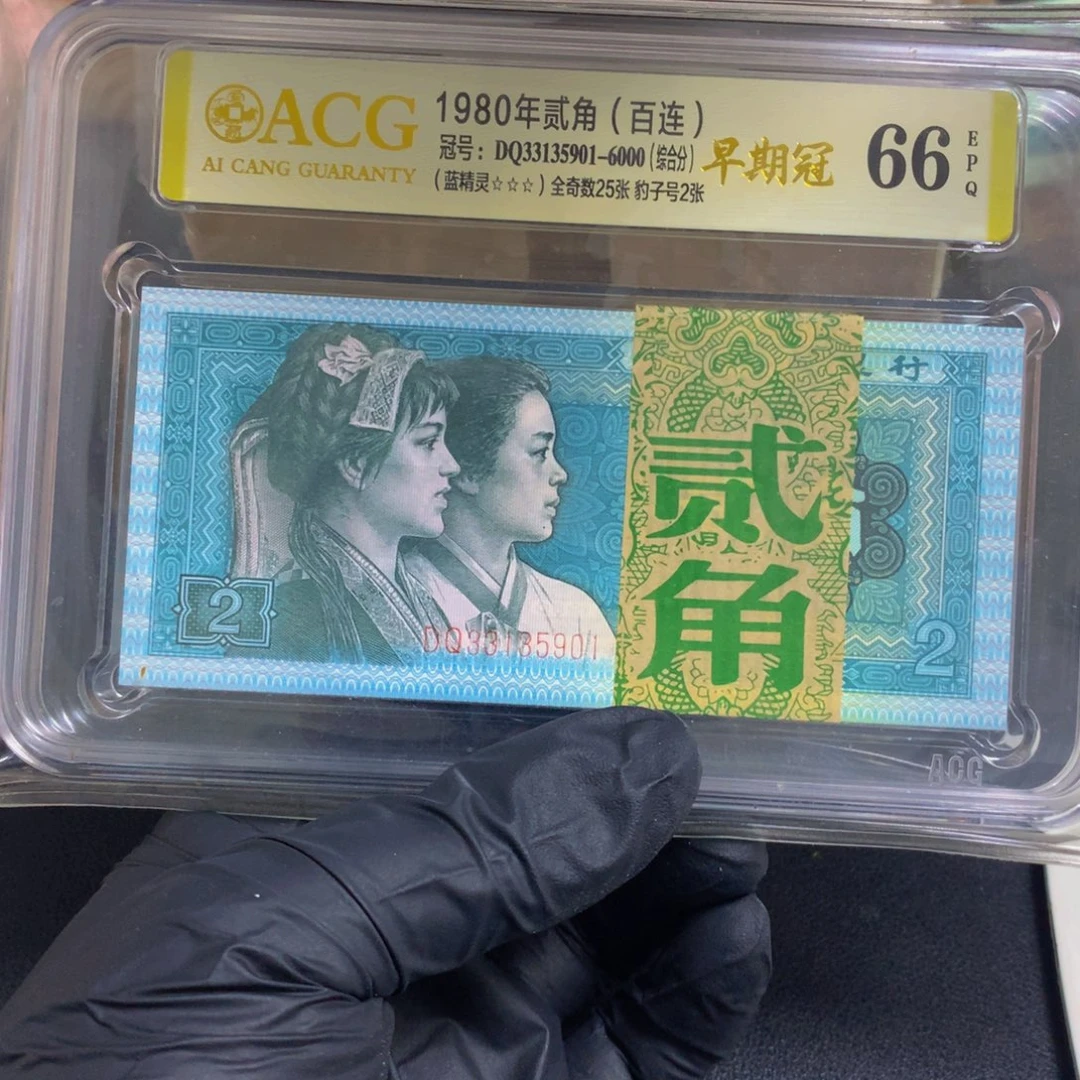 ACG
AI CANG GUARANTY
1980年贰角（百连）
冠号：DQ33135901-6000(综合分)
（蓝精灵☆☆☆）全奇数25张 豹子号2张
早期冠
66
EPQ
行
贰
角
2
DQ33135901
2
ACG